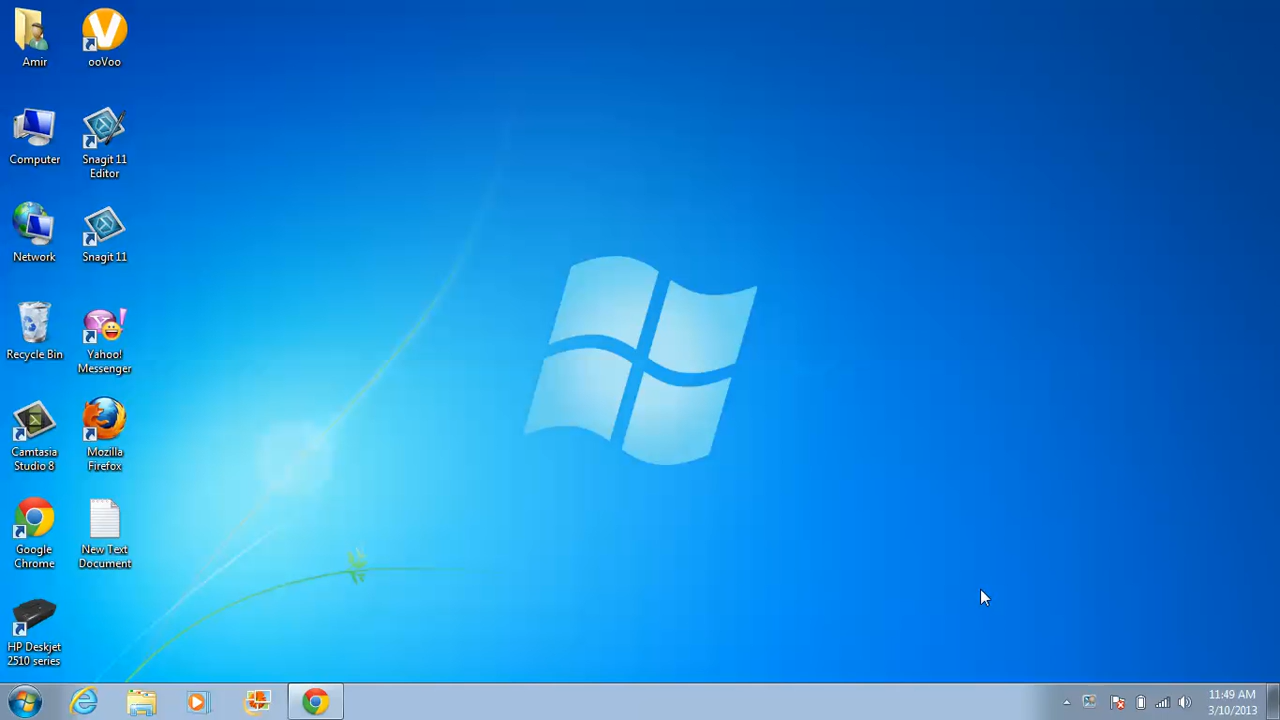 Amir
ooVoo
Computer
Snagit 11
Editor
Network
Snagit 11
Recycle Bin
Yahoo!
Messenger
Camtasia
Studio 8
Mozilla
Firefox
Google
Chrome
New Text
Document
HP Deskjet
2510 series
11:49 AM
3/10/2013